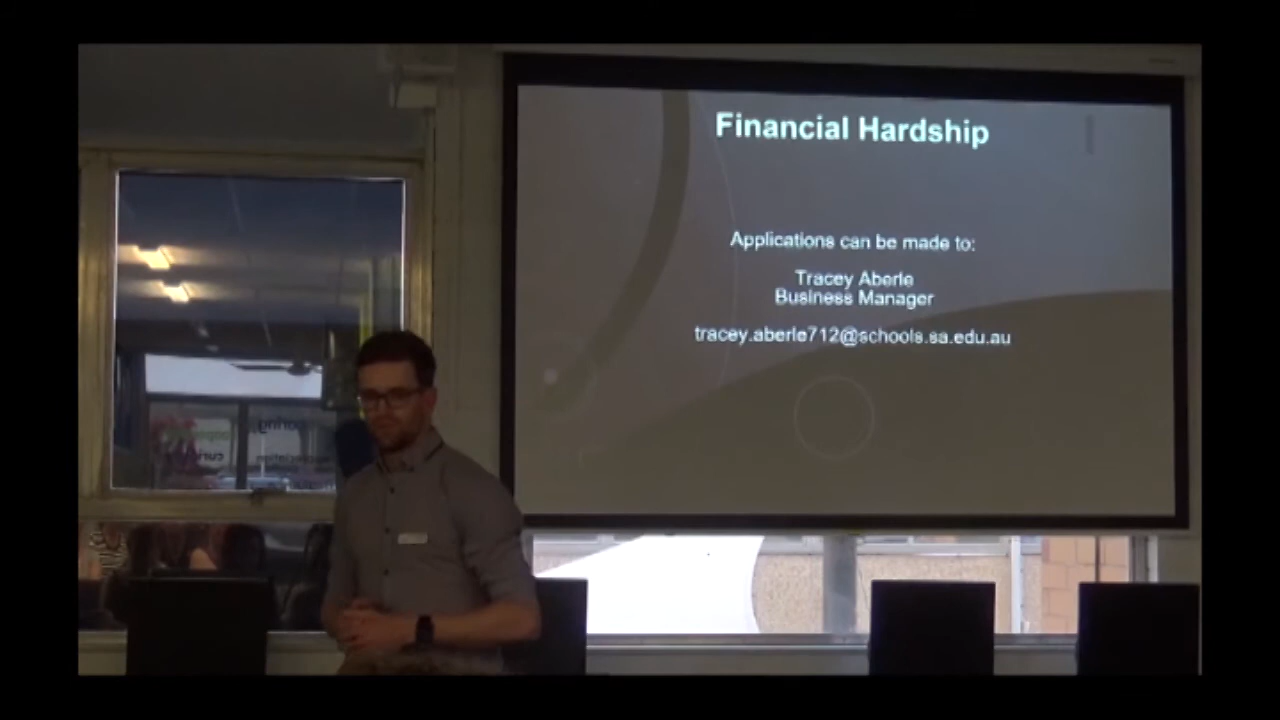 Financial Hardship
Applications can be made to:
Tracey Aberle
Business Manager
tracey.aberle712@schools.sa.edu.au